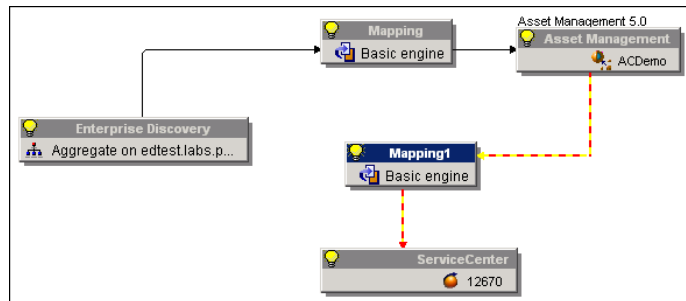 Mapping
Basic engine
Asset Management 5.0
Asset Management
ACDemo
Enterprise Discovery
Aggregate on edtest.labs.p...
Mapping1
Basic engine
ServiceCenter
12670